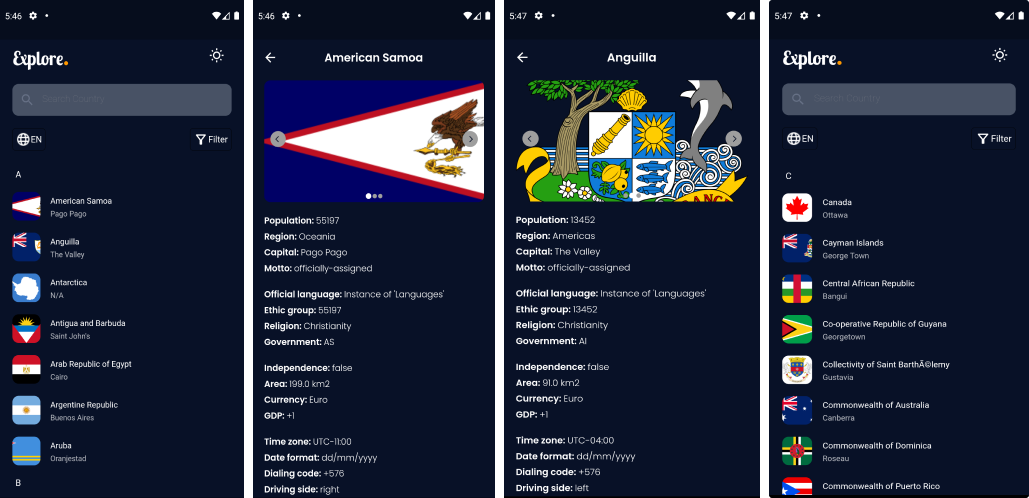 5:46
Explore.
Search Country
EN
Filter
A
American Samoa
Pago Pago
Anguilla
The Valley
Antarctica
N/A
Antigua and Barbuda
Saint John's
Arab Republic of Egypt
Cairo
Argentine Republic
Buenos Aires
Aruba
Oranjestad
B
5:46
American Samoa
Population: 55197
Region: Oceania
Capital: Pago Pago
Motto: officially-assigned
Official language: Instance of 'Languages'
Ethic group: 55197
Religion: Christianity
Government: AS
Independence: false
Area: 199.0 km2
Currency: Euro
GDP: +1
Time zone: UTC-11:00
Date format: dd/mm/yyyy
Dialing code: +576
Driving side: right
5:47
Anguilla
Population: 13452
Region: Americas
Capital: The Valley
Motto: officially-assigned
Official language: Instance of 'Languages'
Ethic group: 13452
Religion: Christianity
Government: AI
Independence: false
Area: 91.0 km2
Currency: Euro
GDP: +1
Time zone: UTC-04:00
Date format: dd/mm/yyyy
Dialing code: +576
Driving side: left
5:47
Explore.
Search Country
EN
Filter
C
Canada
Ottawa
Cayman Islands
George Town
Central African Republic
Bangui
Co-operative Republic of Guyana
Georgetown
Collectivity of Saint BarthÃ©lemy
Gustavia
Commonwealth of Australia
Canberra
Commonwealth of Dominica
Roseau
Commonwealth of Puerto Rico